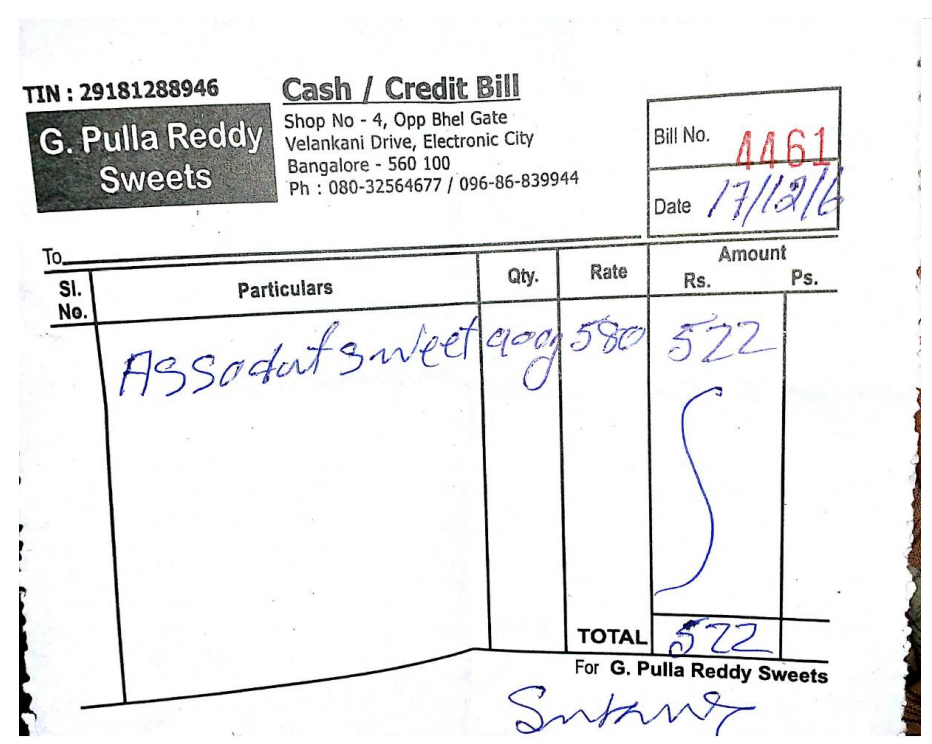 TIN : 29181288946
Cash / Credit Bill
G. Pulla Reddy
Sweets
Shop No - 4, Opp Bhel Gate
Velankani Drive, Electronic City
Bangalore - 560 100
Ph : 080-32564677 / 096-86-839944
Bill No. 4461
Date 17/12/16
To
Sl. No. Particulars Qty. Rate Amount Rs. Ps.
sweet 900g 580 522
TOTAL 522
For G. Pulla Reddy Sweets